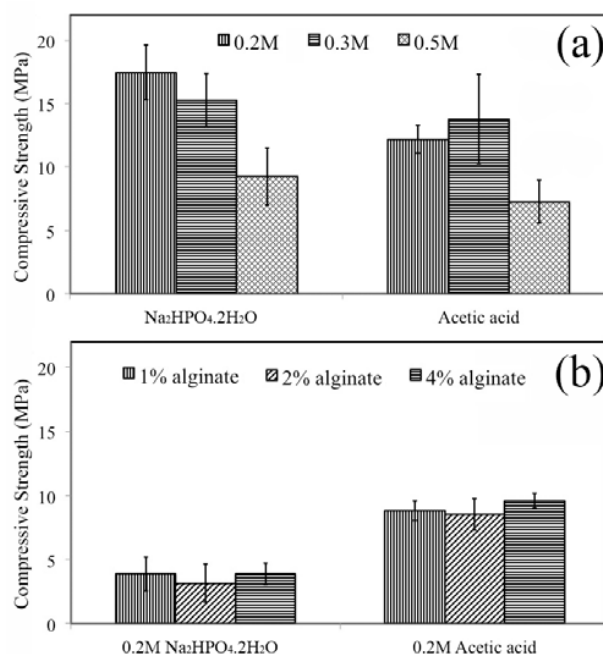 (a)
0.2M 0.3M 0.5M
Compressive Strength (MPa)
20
15
10
5
0
Na₂HPO₄.2H₂O Acetic acid
(b)
1% alginate 2% alginate 4% alginate
Compressive Strength (MPa)
20
15
10
5
0
0.2M Na₂HPO₄.2H₂O 0.2M Acetic acid